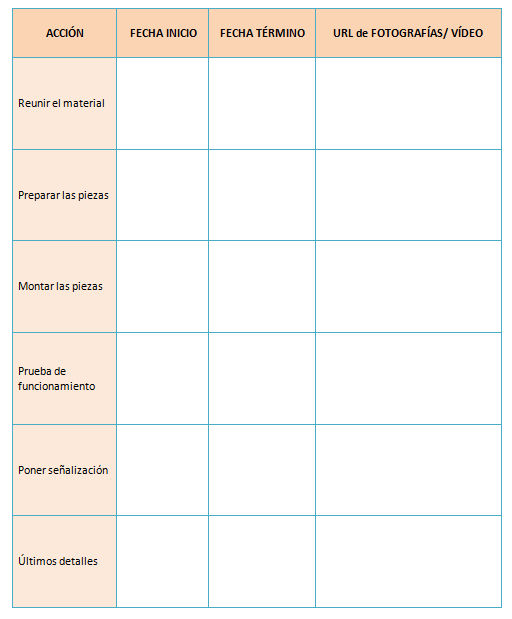 ACCIÓN FECHA INICIO FECHA TÉRMINO URL de FOTOGRAFÍAS/ VÍDEO
Reunir el material
Preparar las piezas
Montar las piezas
Prueba de
funcionamiento
Poner señalización
Últimos detalles